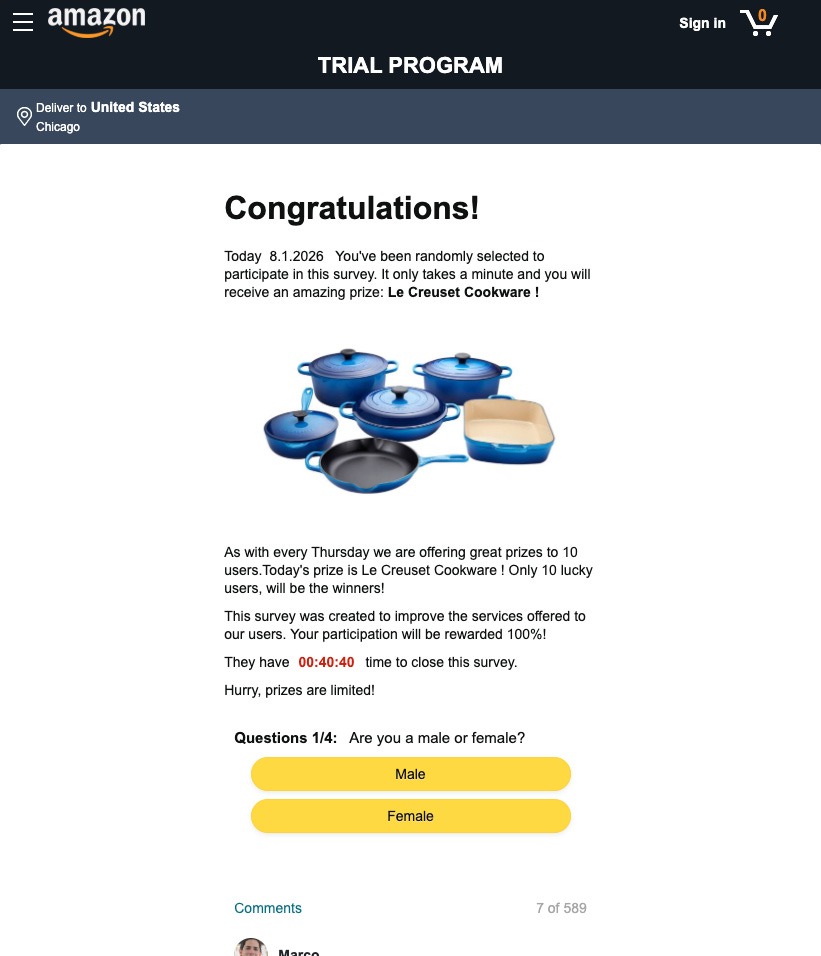 amazon
Sign in
0
TRIAL PROGRAM
Deliver to United States
Chicago
Congratulations!
Today 8.1.2026 You've been randomly selected to
participate in this survey. It only takes a minute and you will
receive an amazing prize: Le Creuset Cookware !
As with every Thursday we are offering great prizes to 10
users.Today's prize is Le Creuset Cookware ! Only 10 lucky
users, will be the winners!
This survey was created to improve the services offered to
our users. Your participation will be rewarded 100%!
They have 00:40:40 time to close this survey.
Hurry, prizes are limited!
Questions 1/4: Are you a male or female?
Male
Female
Comments
7 of 589
Marco